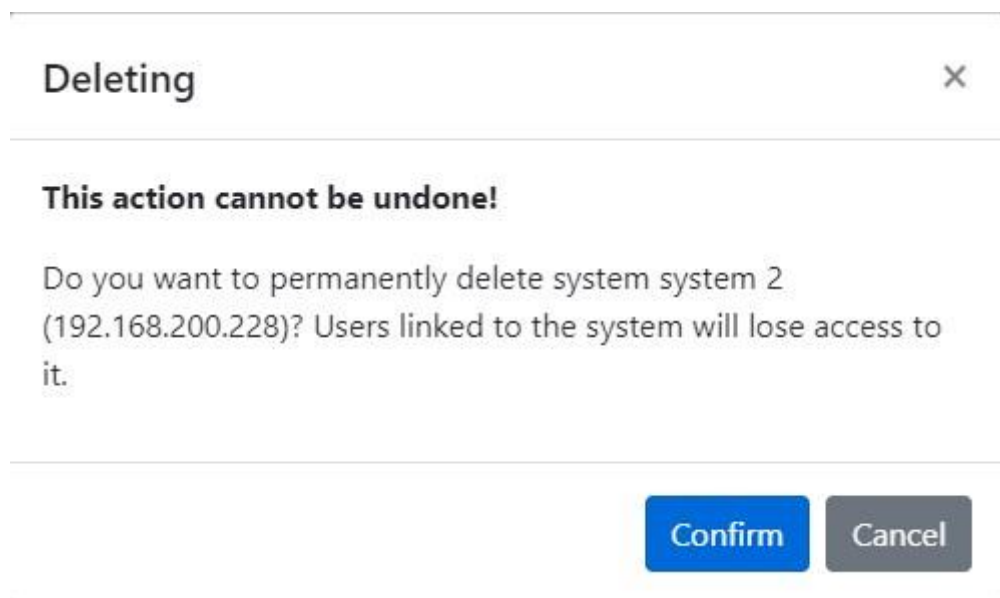 Deleting
This action cannot be undone!
Do you want to permanently delete system system 2
(192.168.200.228)? Users linked to the system will lose access to
it.
Confirm Cancel